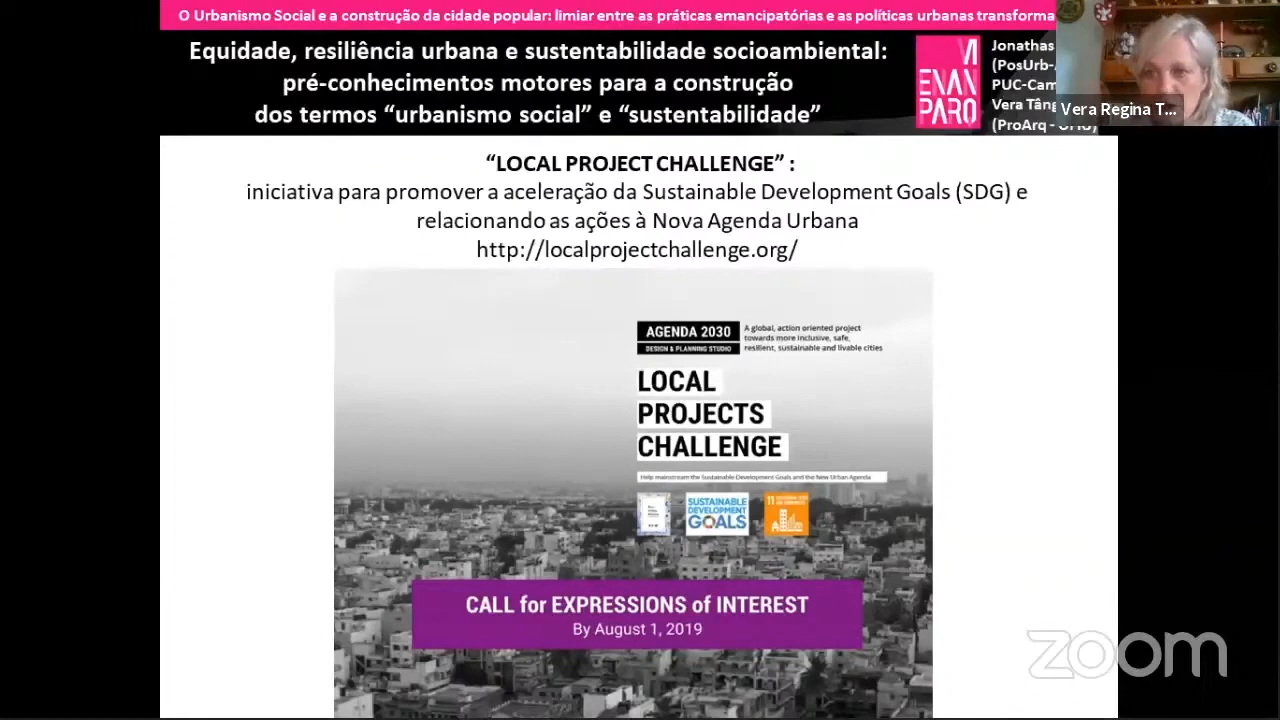 O Urbanismo Social e a construção da cidade popular: limiar entre as práticas emancipatórias e as políticas urbanas transforma
Equidade, resiliência urbana e sustentabilidade socioambiental:
pré-conhecimentos motores para a construção
dos termos “urbanismo social” e “sustentabilidade”
VI
ENAN
PARQ
Jonathas
(PosUrb-
PUC-Cam
Vera Tâng
(ProArq -
Vera Regina T...
“LOCAL PROJECT CHALLENGE” :
iniciativa para promover a aceleração da Sustainable Development Goals (SDG) e
relacionando as ações à Nova Agenda Urbana
http://localprojectchallenge.org/
AGENDA 2030
DESIGN & PLANNING STUDIO
A global, action oriented project
towards more inclusive, safe,
resilient, sustainable and livable cities
LOCAL
PROJECTS
CHALLENGE
Help mainstream the Sustainable Development Goals and the New Urban Agenda
SUSTAINABLE
DEVELOPMENT
GOALS
11
CALL for EXPRESSIONS of INTEREST
By August 1, 2019
zoom